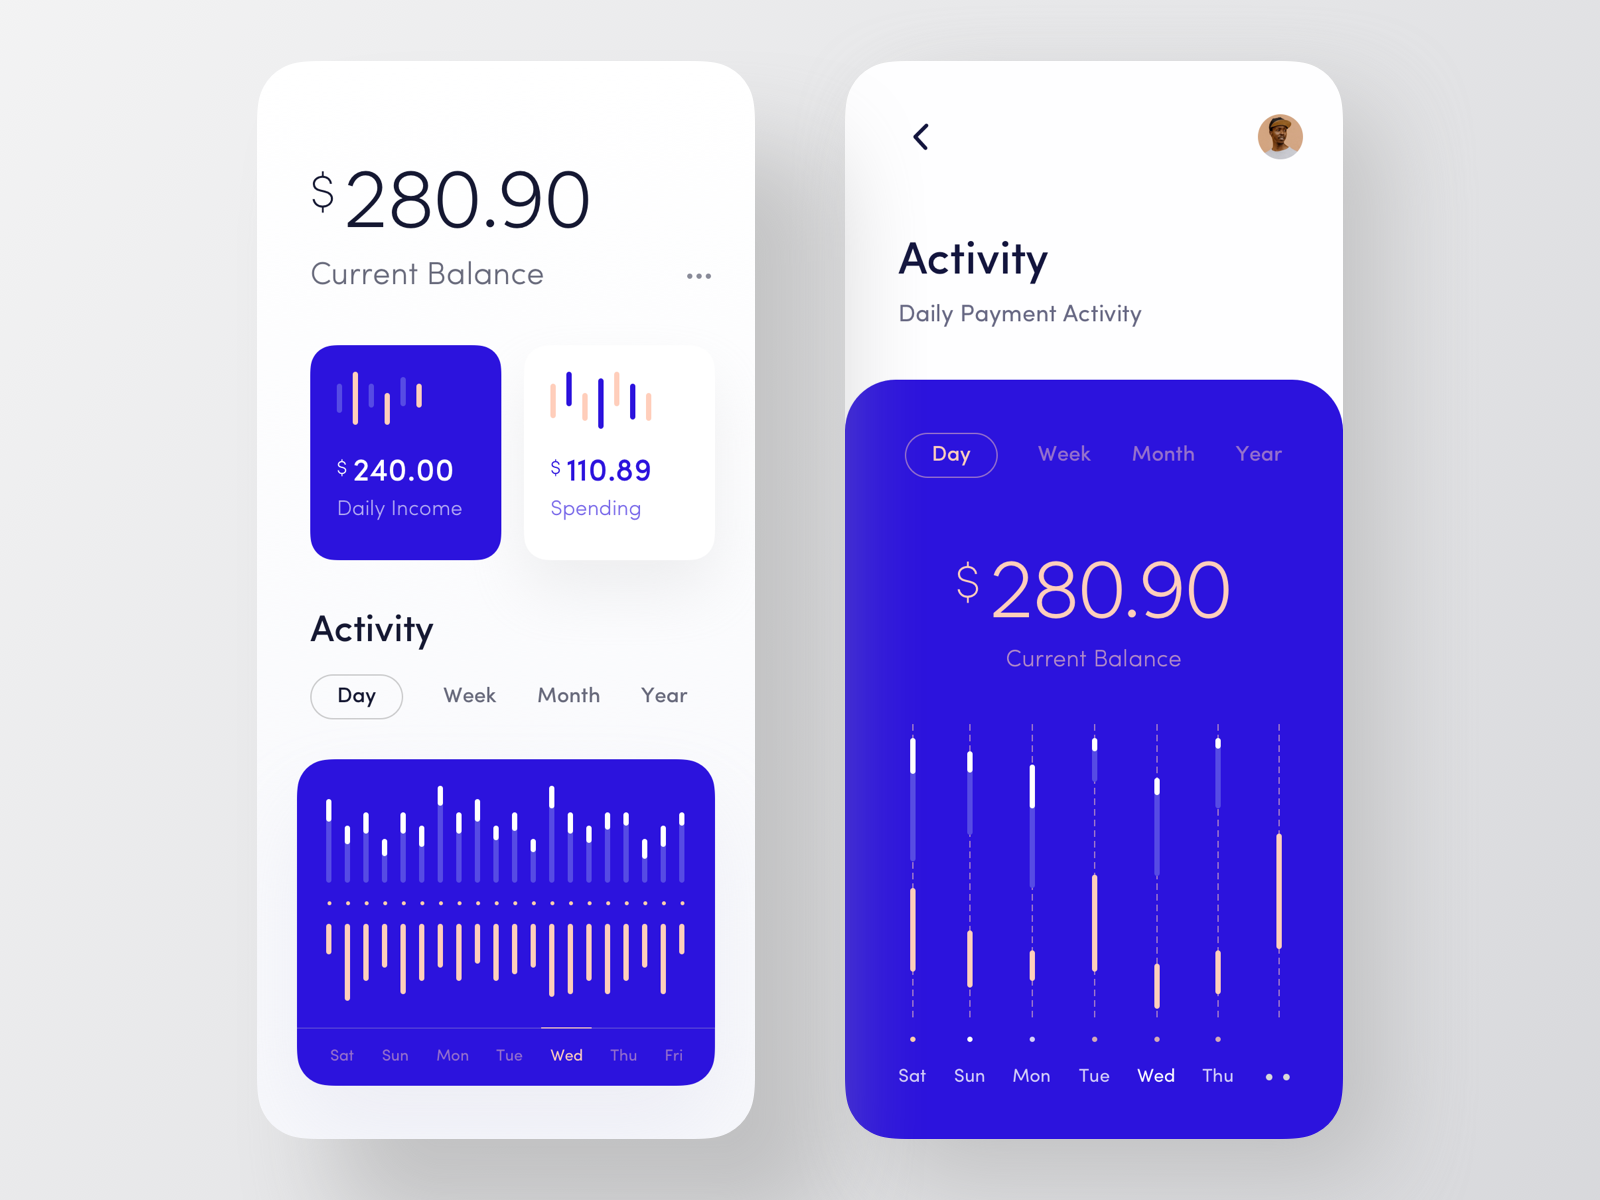 $ 280.90
Current Balance
$ 240.00
Daily Income
$ 110.89
Spending
Activity
Day Week Month Year
Sat Sun Mon Tue Wed Thu Fri
Activity
Daily Payment Activity
Day Week Month Year
$ 280.90
Current Balance
Sat Sun Mon Tue Wed Thu